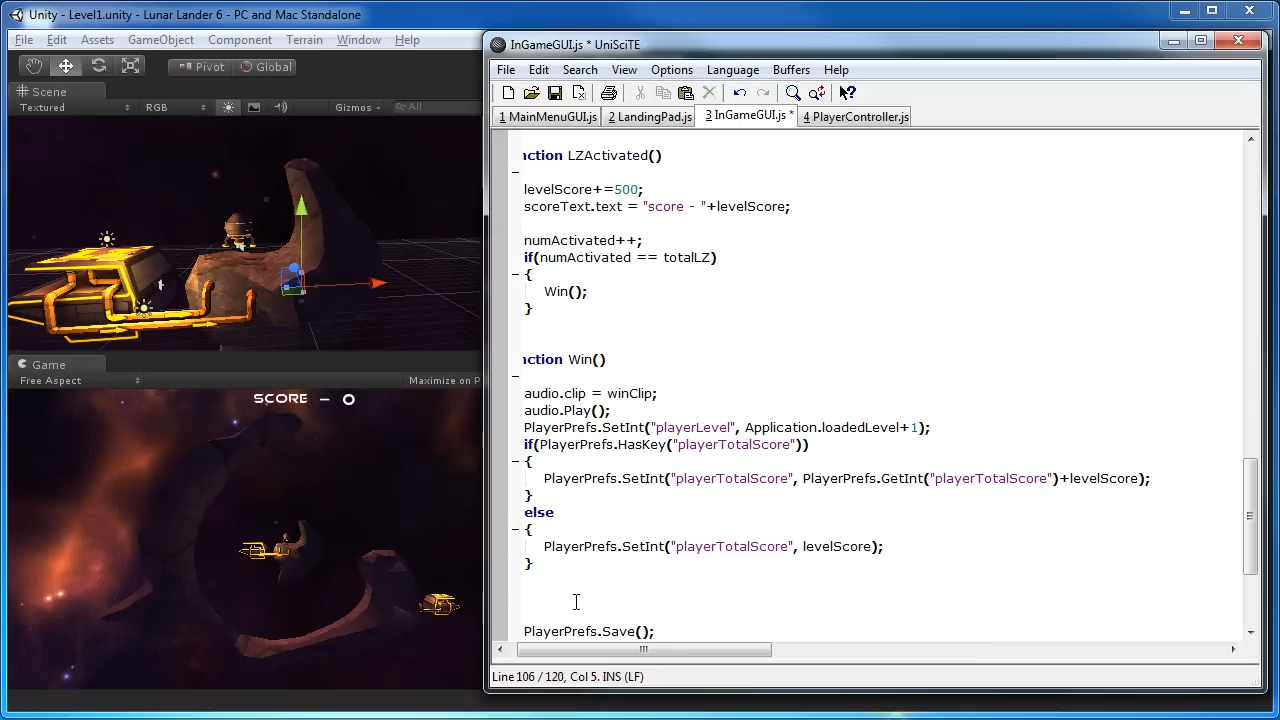 Unity - Level1.unity - Lunar Lander 6 - PC and Mac Standalone
File Edit Assets GameObject Component Terrain Window Help
Pivot Global
Scene
Textured RGB Gizmos All
Game
Free Aspect Maximize on P
SCORE - 0
InGameGUI.js * UniSciTE
File Edit Search View Options Language Buffers Help
1 MainMenuGUI.js 2 LandingPad.js 3 InGameGUI.js * 4 PlayerController.js
nction LZActivated()
levelScore+=500;
scoreText.text = "score - "+levelScore;
numActivated++;
if(numActivated == totalLZ)
{
Win();
}
nction Win()
audio.clip = winClip;
audio.Play();
PlayerPrefs.SetInt("playerLevel", Application.loadedLevel+1);
if(PlayerPrefs.HasKey("playerTotalScore"))
{
PlayerPrefs.SetInt("playerTotalScore", PlayerPrefs.GetInt("playerTotalScore")+levelScore);
}
else
{
PlayerPrefs.SetInt("playerTotalScore", levelScore);
}
PlayerPrefs.Save();
Line 106 / 120, Col 5. INS (LF)